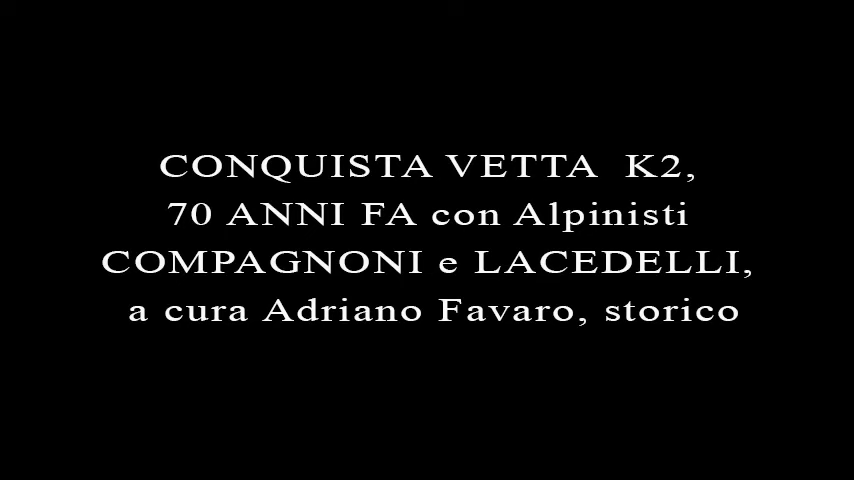 CONQUISTA VETTA  K2,
70 ANNI FA con Alpinisti
COMPAGNONI e LACEDELLI,
a cura Adriano Favaro, storico